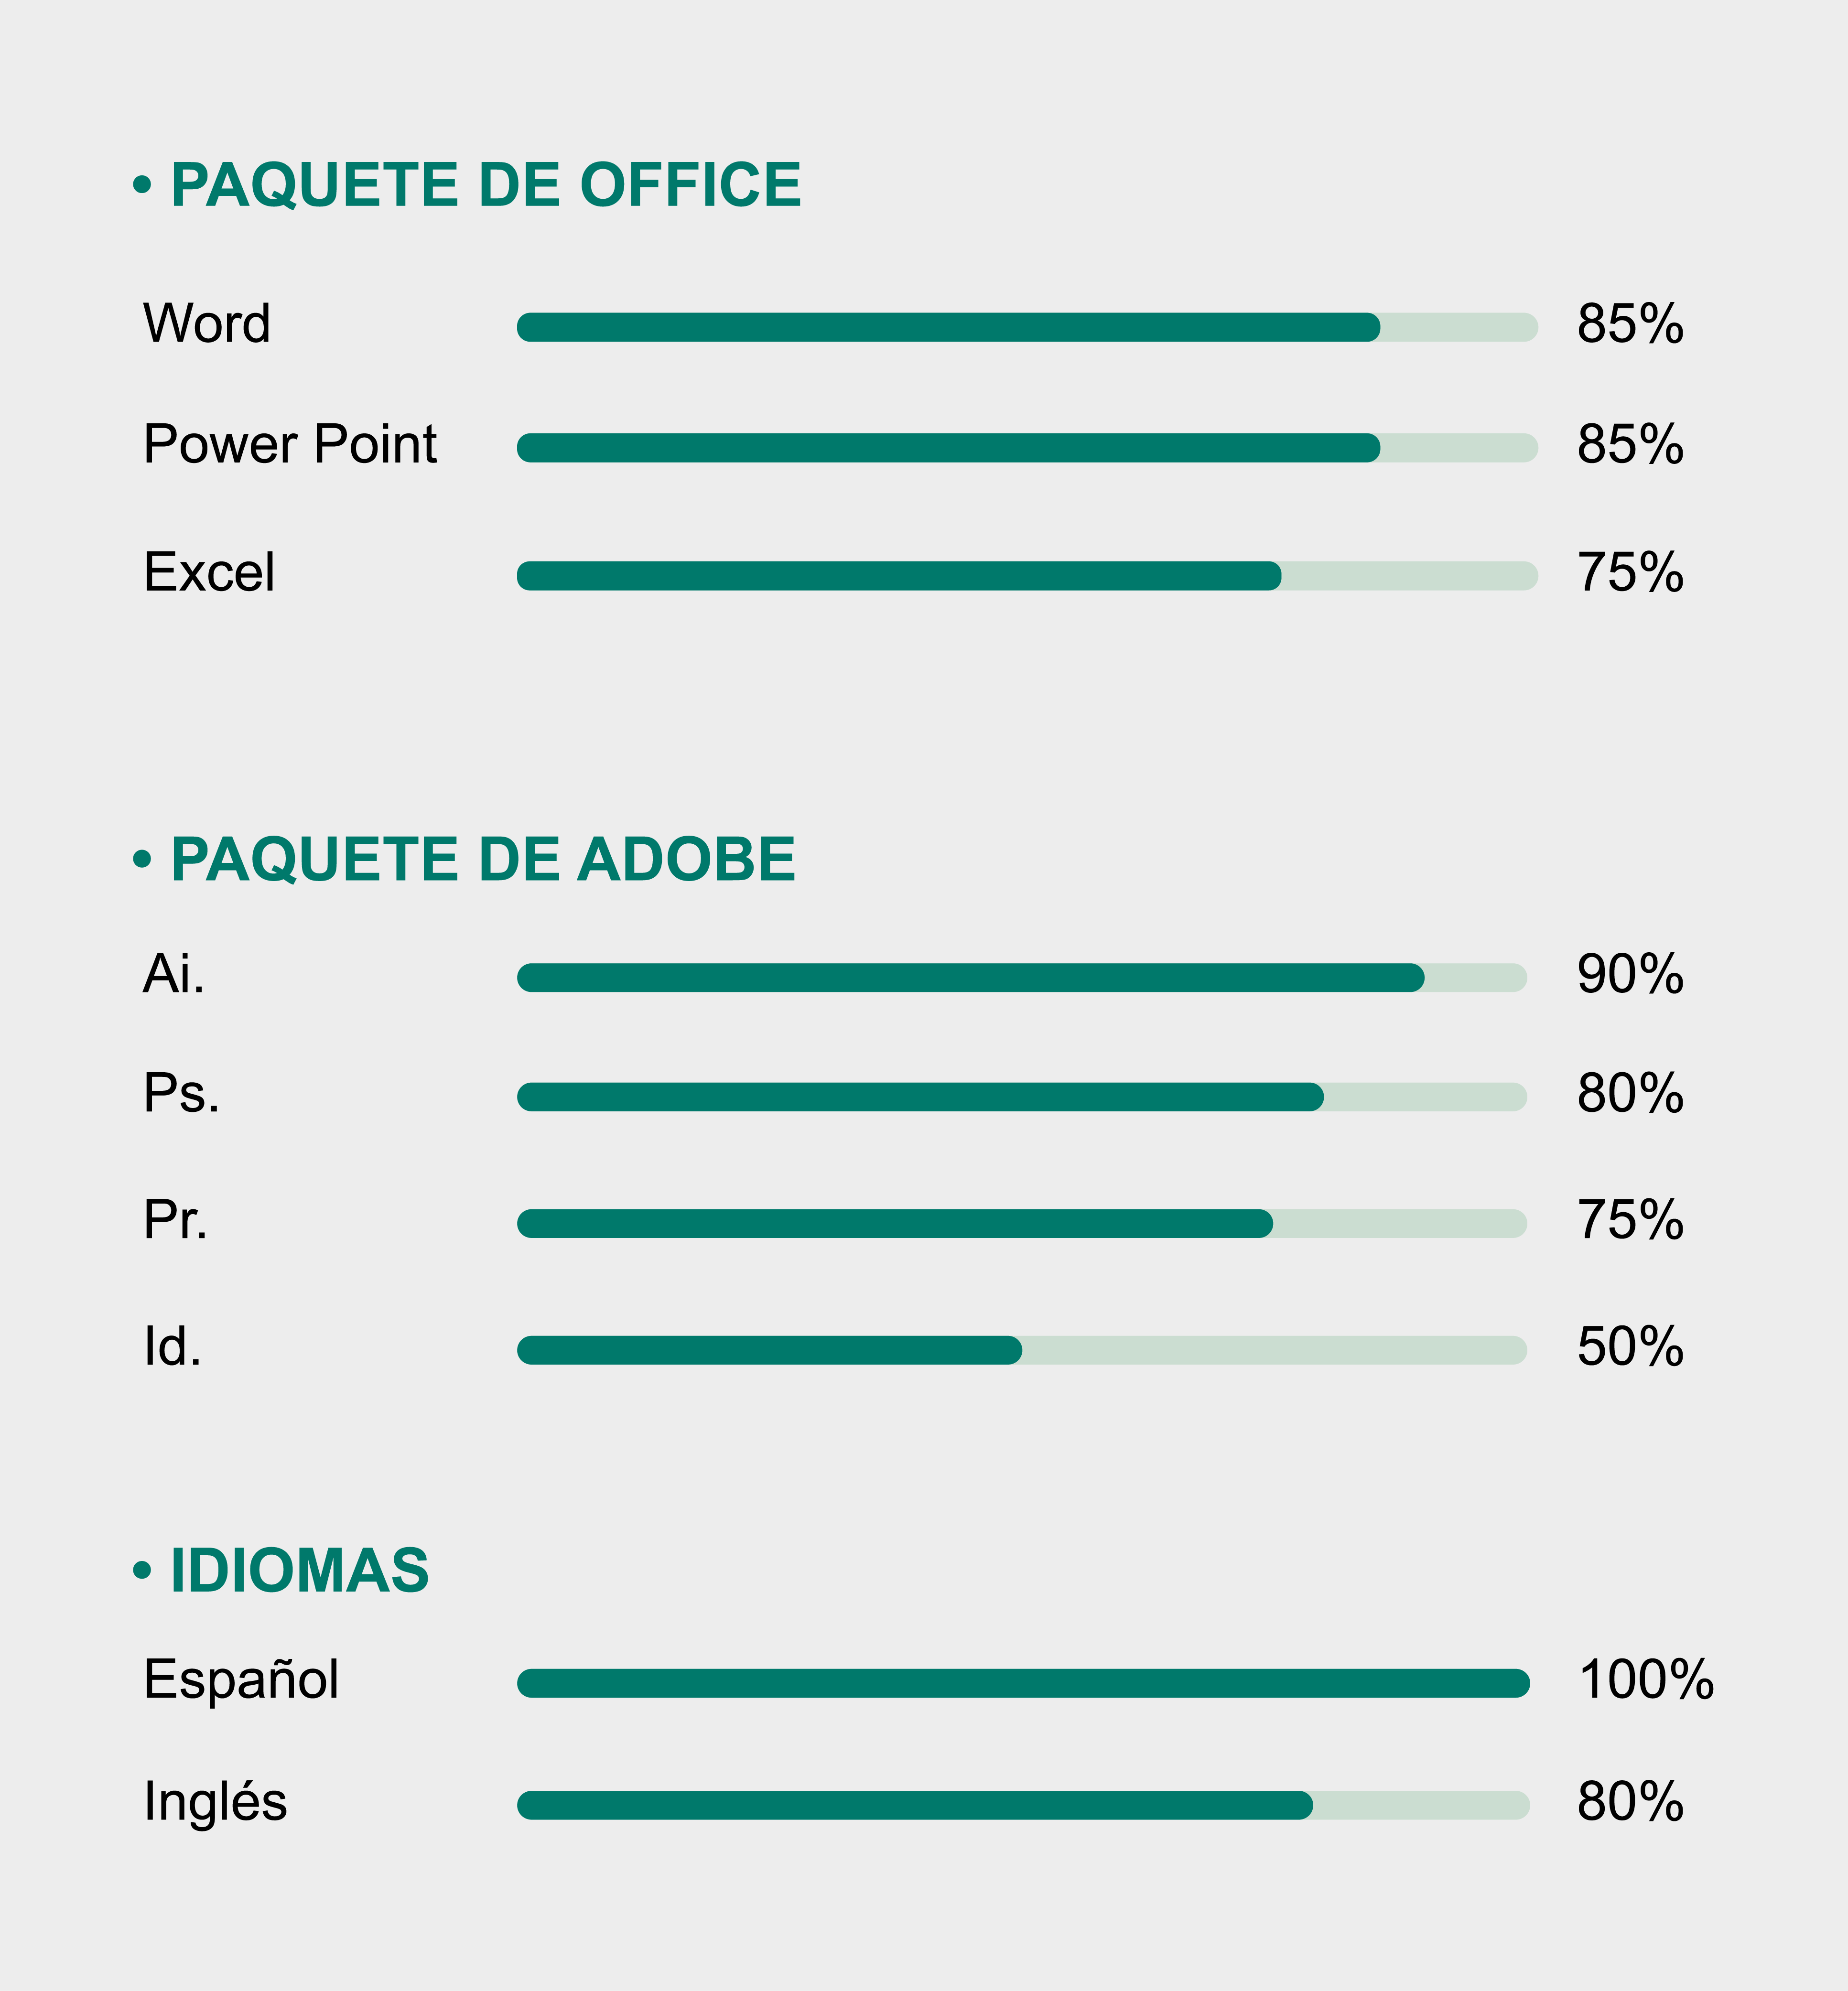 • PAQUETE DE OFFICE
Word 85%
Power Point 85%
Excel 75%
• PAQUETE DE ADOBE
Ai. 90%
Ps. 80%
Pr. 75%
Id. 50%
• IDIOMAS
Español 100%
Inglés 80%